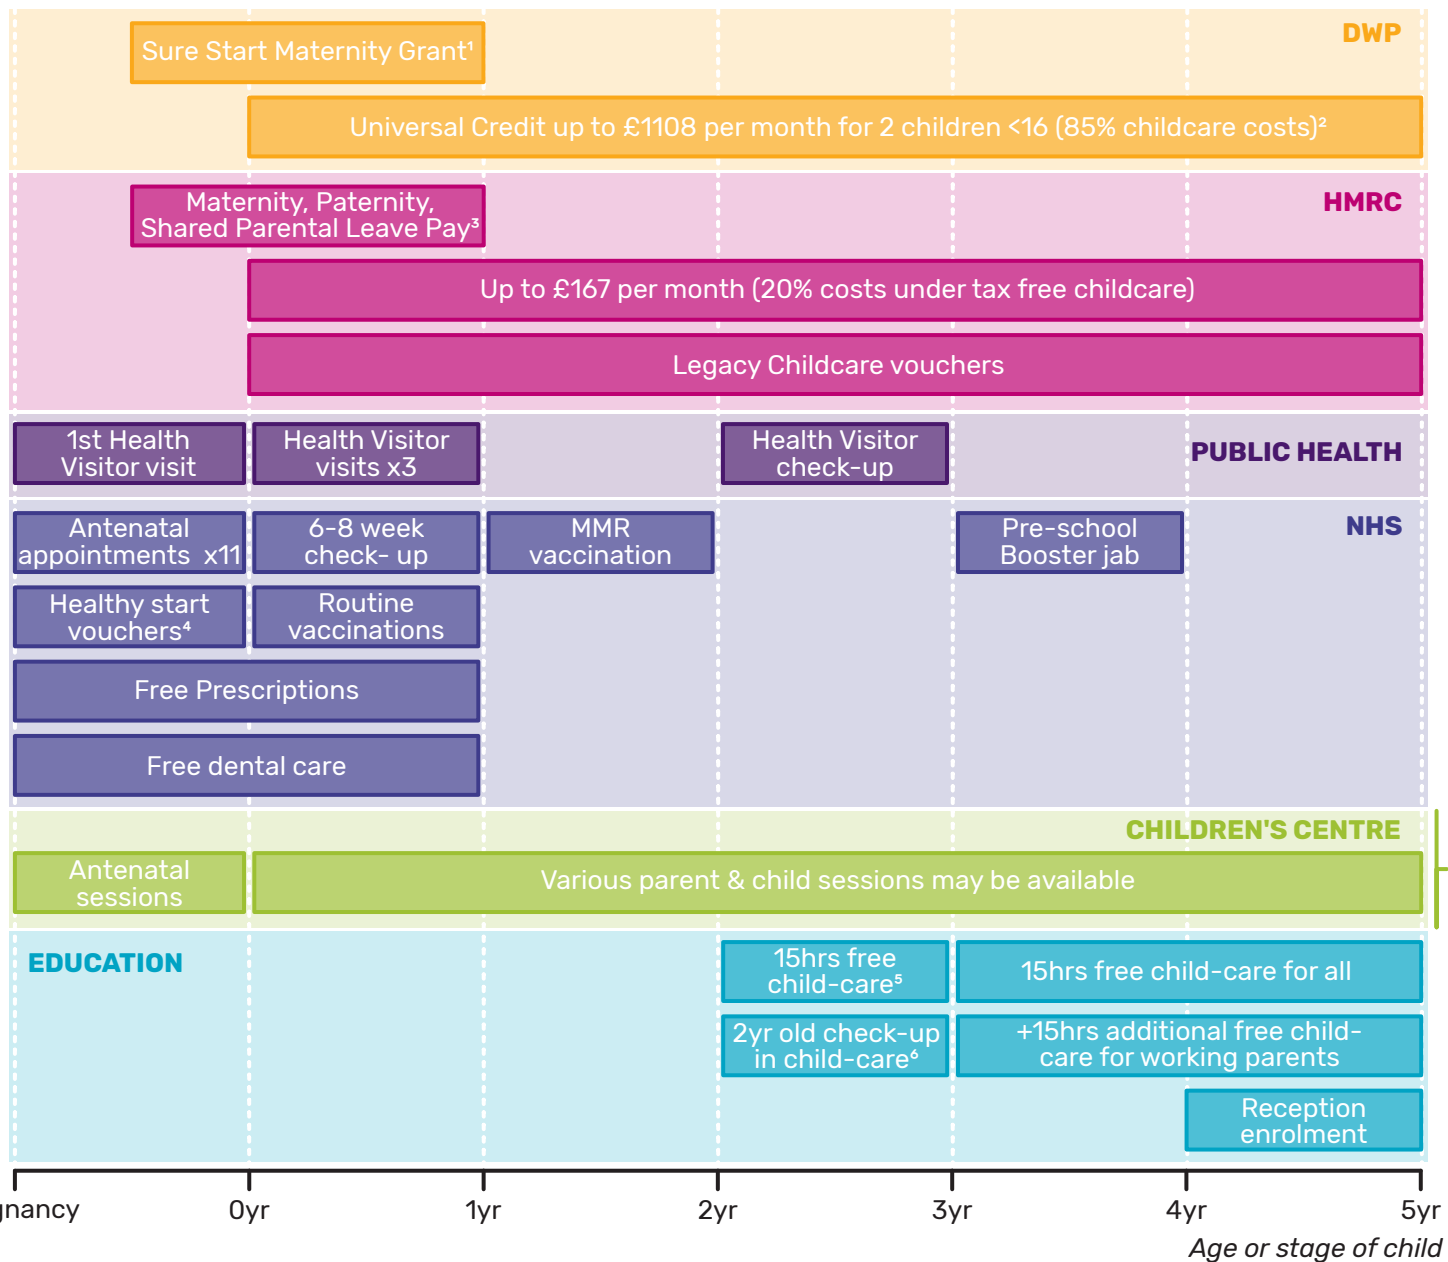 DWP
Sure Start Maternity Grant¹
Universal Credit up to £1108 per month for 2 children <16 (85% childcare costs)²
HMRC
Maternity, Paternity,
Shared Parental Leave Pay³
Up to £167 per month (20% costs under tax free childcare)
Legacy Childcare vouchers
PUBLIC HEALTH
1st Health
Visitor visit
Health Visitor
visits x3
Health Visitor
check-up
NHS
Antenatal
appointments x11
6-8 week
check- up
MMR
vaccination
Pre-school
Booster jab
Healthy start
vouchers⁴
Routine
vaccinations
Free Prescriptions
Free dental care
CHILDREN'S CENTRE
Antenatal
sessions
Various parent & child sessions may be available
EDUCATION
15hrs free
child-care⁵
15hrs free child-care for all
2yr old check-up
in child-care⁶
+15hrs additional free child-
care for working parents
Reception
enrolment
gnancy 0yr 1yr 2yr 3yr 4yr 5yr
Age or stage of child